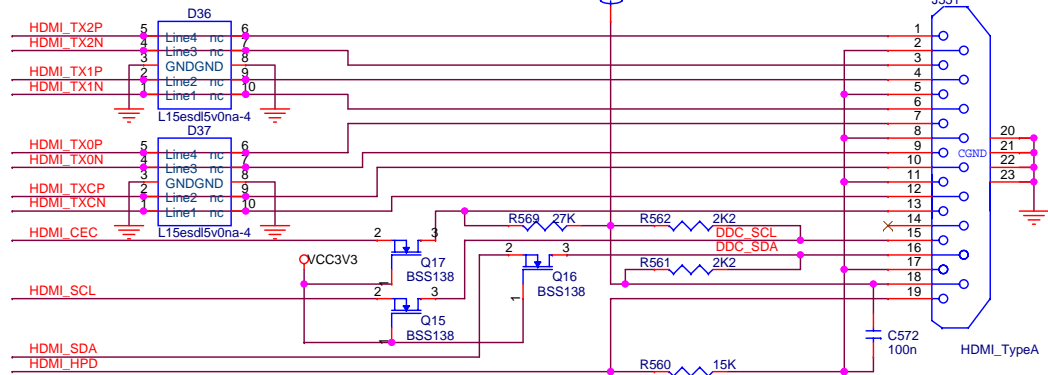 D36
J351
HDMI_TX2P 5 Line4 nc 6 1
HDMI_TX2N 4 Line3 nc 7 2
3 GNDGND 8 3
HDMI_TX1P 2 Line2 nc 9 4
HDMI_TX1N 1 Line1 nc 10 5
L15esdl5v0na-4 6
D37 7
HDMI_TX0P 5 Line4 nc 6 8 20
HDMI_TX0N 4 Line3 nc 7 9 CGND 21
3 GNDGND 8 10 22
HDMI_TXCP 2 Line2 nc 9 11 23
HDMI_TXCN 1 Line1 nc 10 12
L15esdl5v0na-4 13
R569 27K R562 2K2 14
HDMI_CEC 2 3 DDC_SCL 15
Q17 2 3 DDC_SDA 16
VCC3V3 BSS138 Q16 R561 2K2 17
1 BSS138 18
HDMI_SCL 2 3 1 19
Q15
BSS138
1
C572
100n
HDMI_TypeA
HDMI_SDA
HDMI_HPD R560 15K